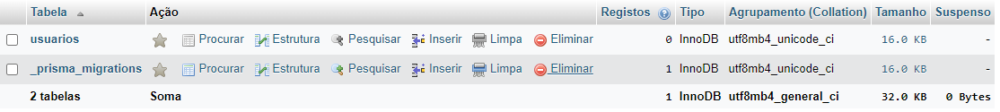 Tabela Ação Registos Tipo Agrupamento (Collation) Tamanho Suspenso
usuarios Procurar Estrutura Pesquisar Inserir Limpa Eliminar 0 InnoDB utf8mb4_unicode_ci 16.0 KB -
_prisma_migrations Procurar Estrutura Pesquisar Inserir Limpa Eliminar 1 InnoDB utf8mb4_unicode_ci 16.0 KB -
2 tabelas Soma 1 InnoDB utf8mb4_general_ci 32.0 KB 0 Bytes